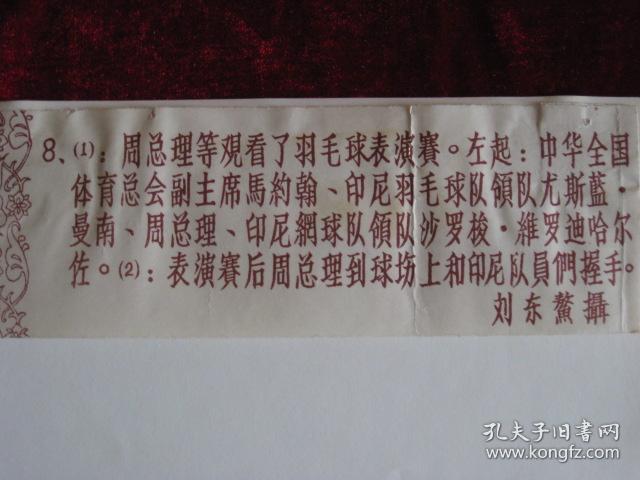 8、⑴：周总理等观看了羽毛球表演賽。左起：中华全国
体育总会副主席馬約翰、印尼羽毛球队領队尤斯藍·
曼南、周总理、印尼網球队領队沙罗梭·維罗迪哈尔
佐。⑵：表演賽后周总理到球场上和印尼队員們握手。
刘东鰲攝
孔夫子旧书网
www.kongfz.com